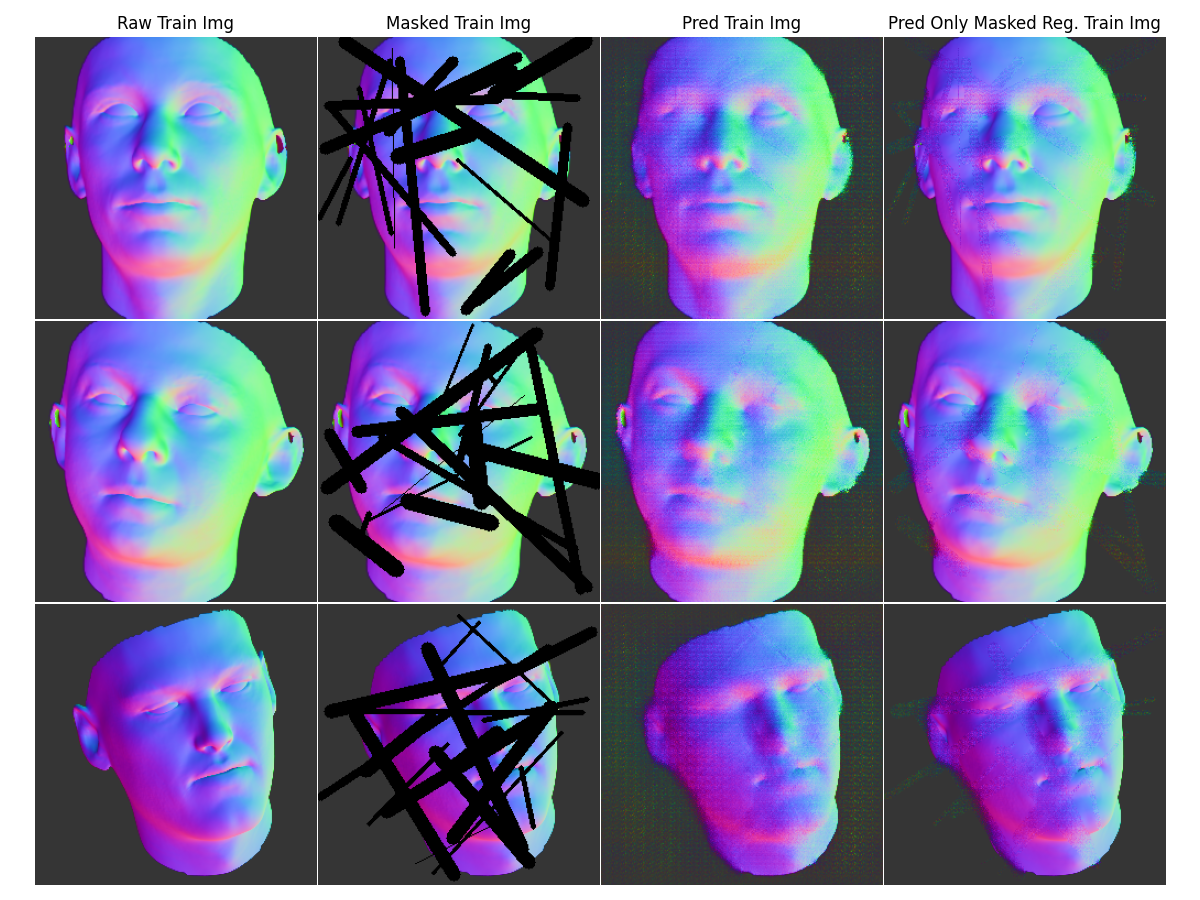 Raw Train Img
Masked Train Img
Pred Train Img
Pred Only Masked Reg. Train Img